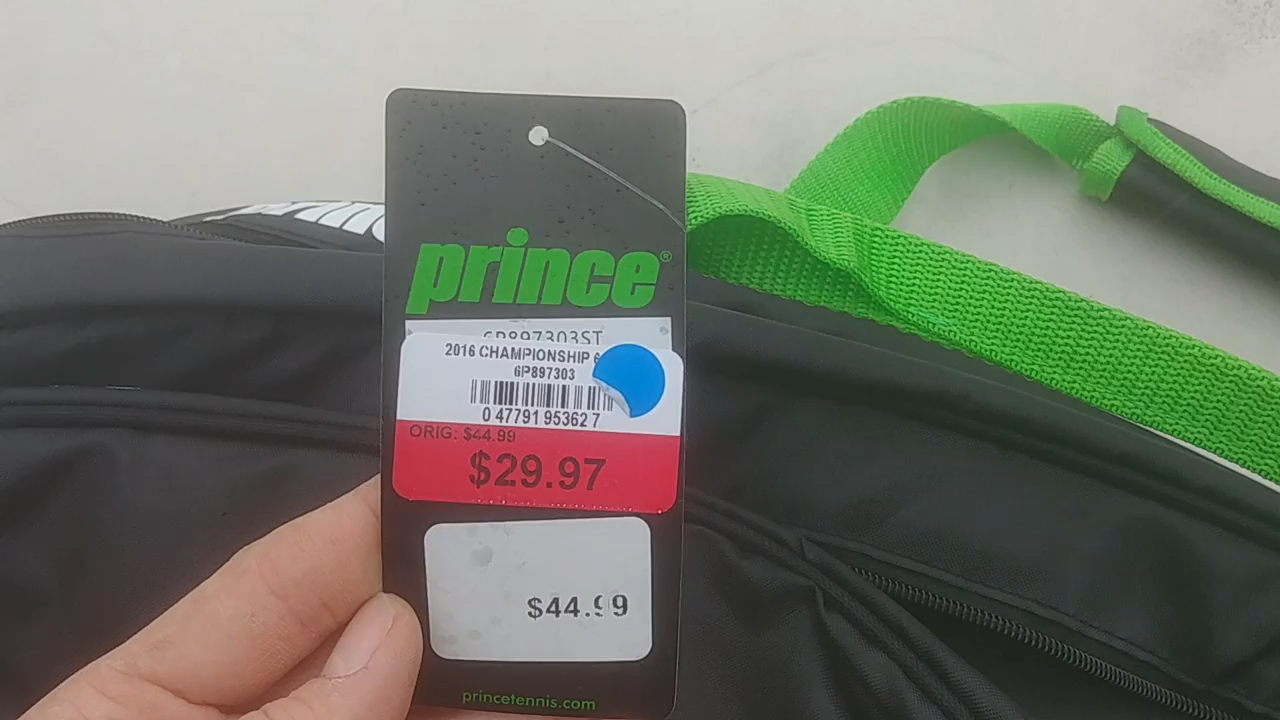 prince®
6P897303ST
2016 CHAMPIONSHIP 6
6P897303
0 47791 95362 7
ORIG: $44.99
$29.97
$44.99
princetennis.com